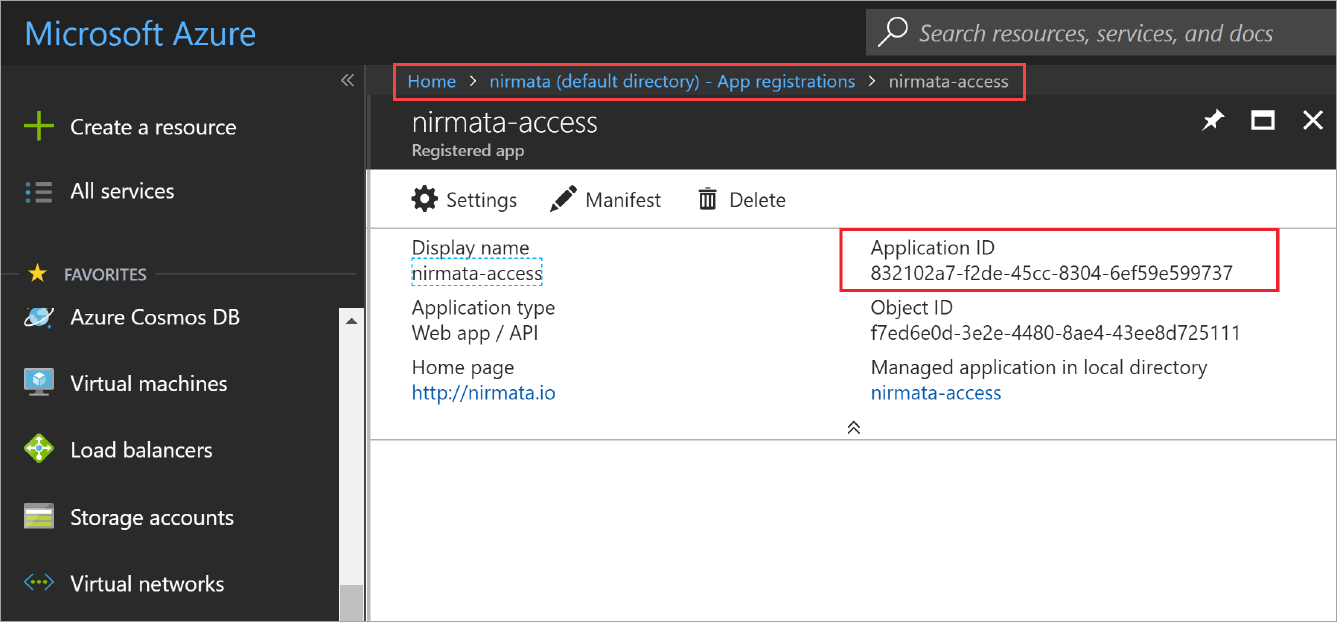 Microsoft Azure
Search resources, services, and docs
Home > nirmata (default directory) - App registrations > nirmata-access
Create a resource
All services
FAVORITES
Azure Cosmos DB
Virtual machines
Load balancers
Storage accounts
Virtual networks
nirmata-access
Registered app
Settings Manifest Delete
Display name
nirmata-access
Application type
Web app / API
Home page
http://nirmata.io
Application ID
832102a7-f2de-45cc-8304-6ef59e599737
Object ID
f7ed6e0d-3e2e-4480-8ae4-43ee8d725111
Managed application in local directory
nirmata-access